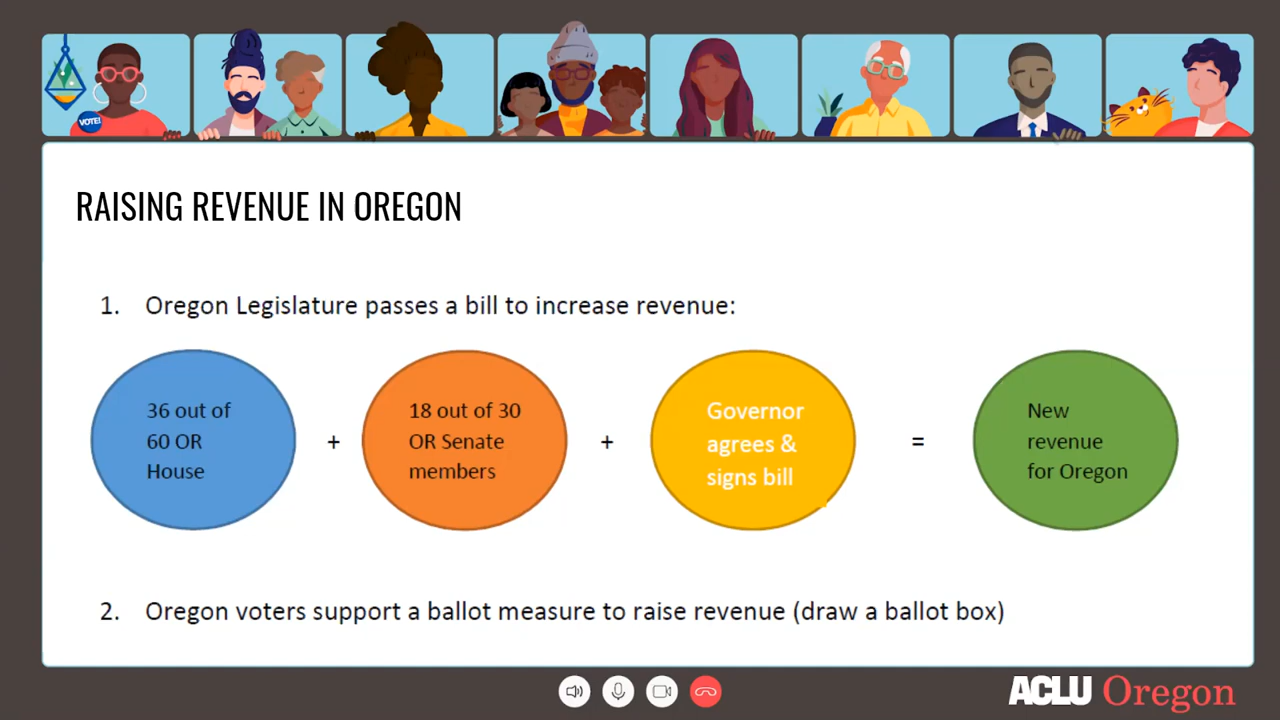 VOTE!
RAISING REVENUE IN OREGON
1. Oregon Legislature passes a bill to increase revenue:
36 out of
60 OR
House
+
18 out of 30
OR Senate
members
+
Governor
agrees &
signs bill
=
New
revenue
for Oregon
2. Oregon voters support a ballot measure to raise revenue (draw a ballot box)
ACLU Oregon